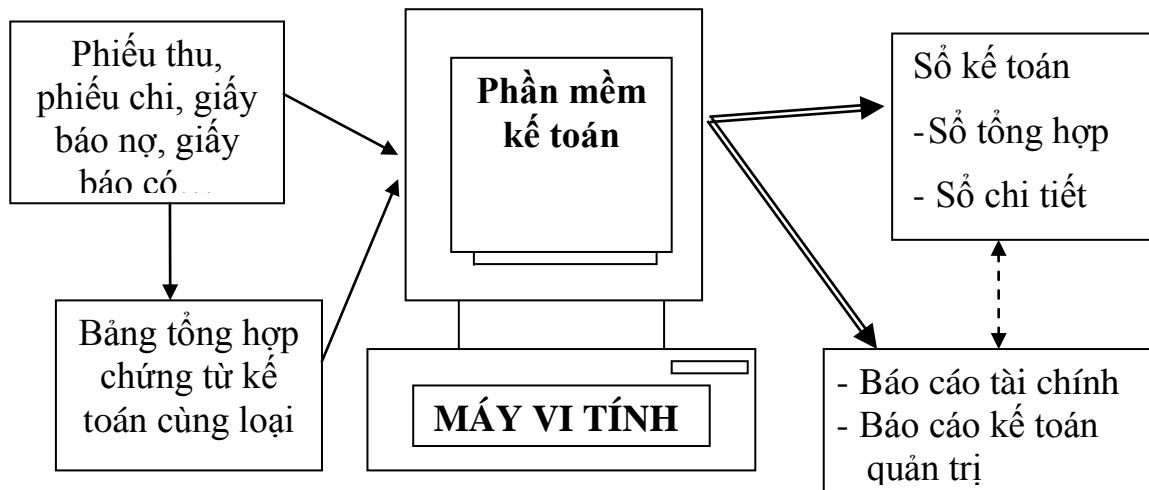 Phiếu thu,
phiếu chi, giấy
báo nợ, giấy
báo có…
Bảng tổng hợp
chứng từ kế
toán cùng loại
Phần mềm
kế toán
MÁY VI TÍNH
Sổ kế toán
-Sổ tổng hợp
- Sổ chi tiết
- Báo cáo tài chính
- Báo cáo kế toán
quản trị